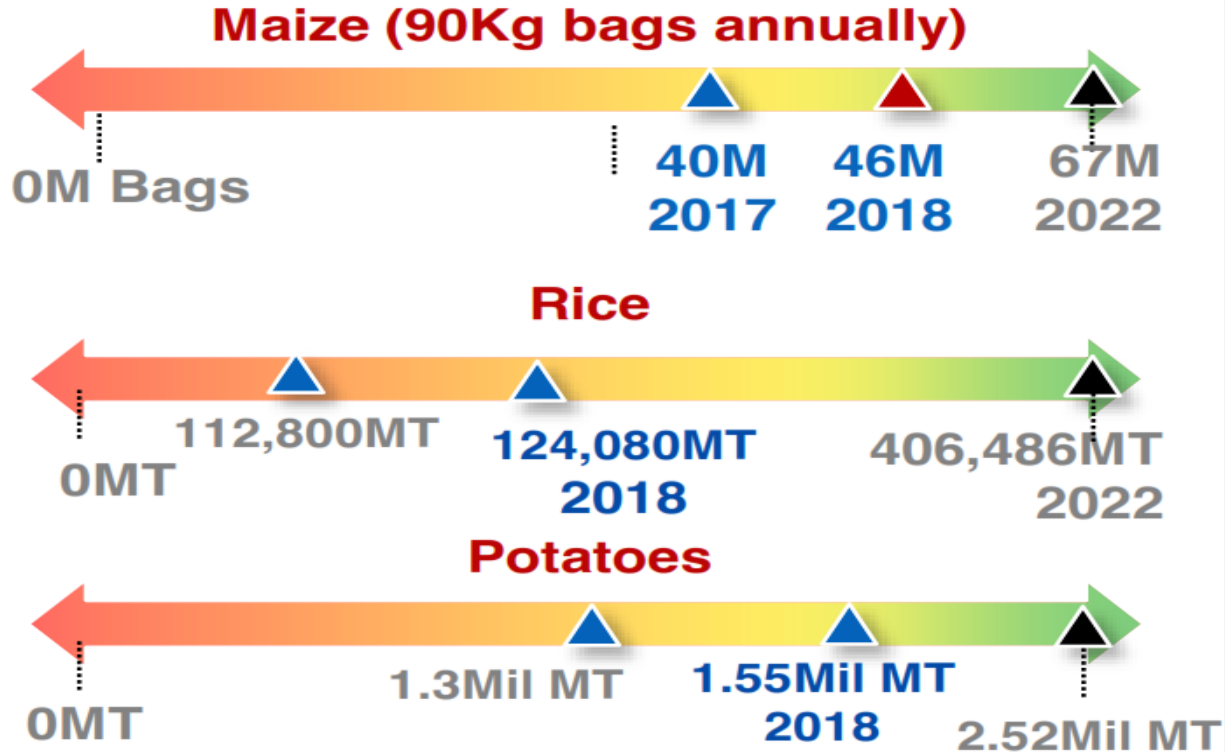 Maize (90Kg bags annually)
0M Bags
40M
2017
46M
2018
67M
2022
Rice
0MT
112,800MT
124,080MT
2018
406,486MT
2022
Potatoes
0MT
1.3Mil MT
1.55Mil MT
2018
2.52Mil MT